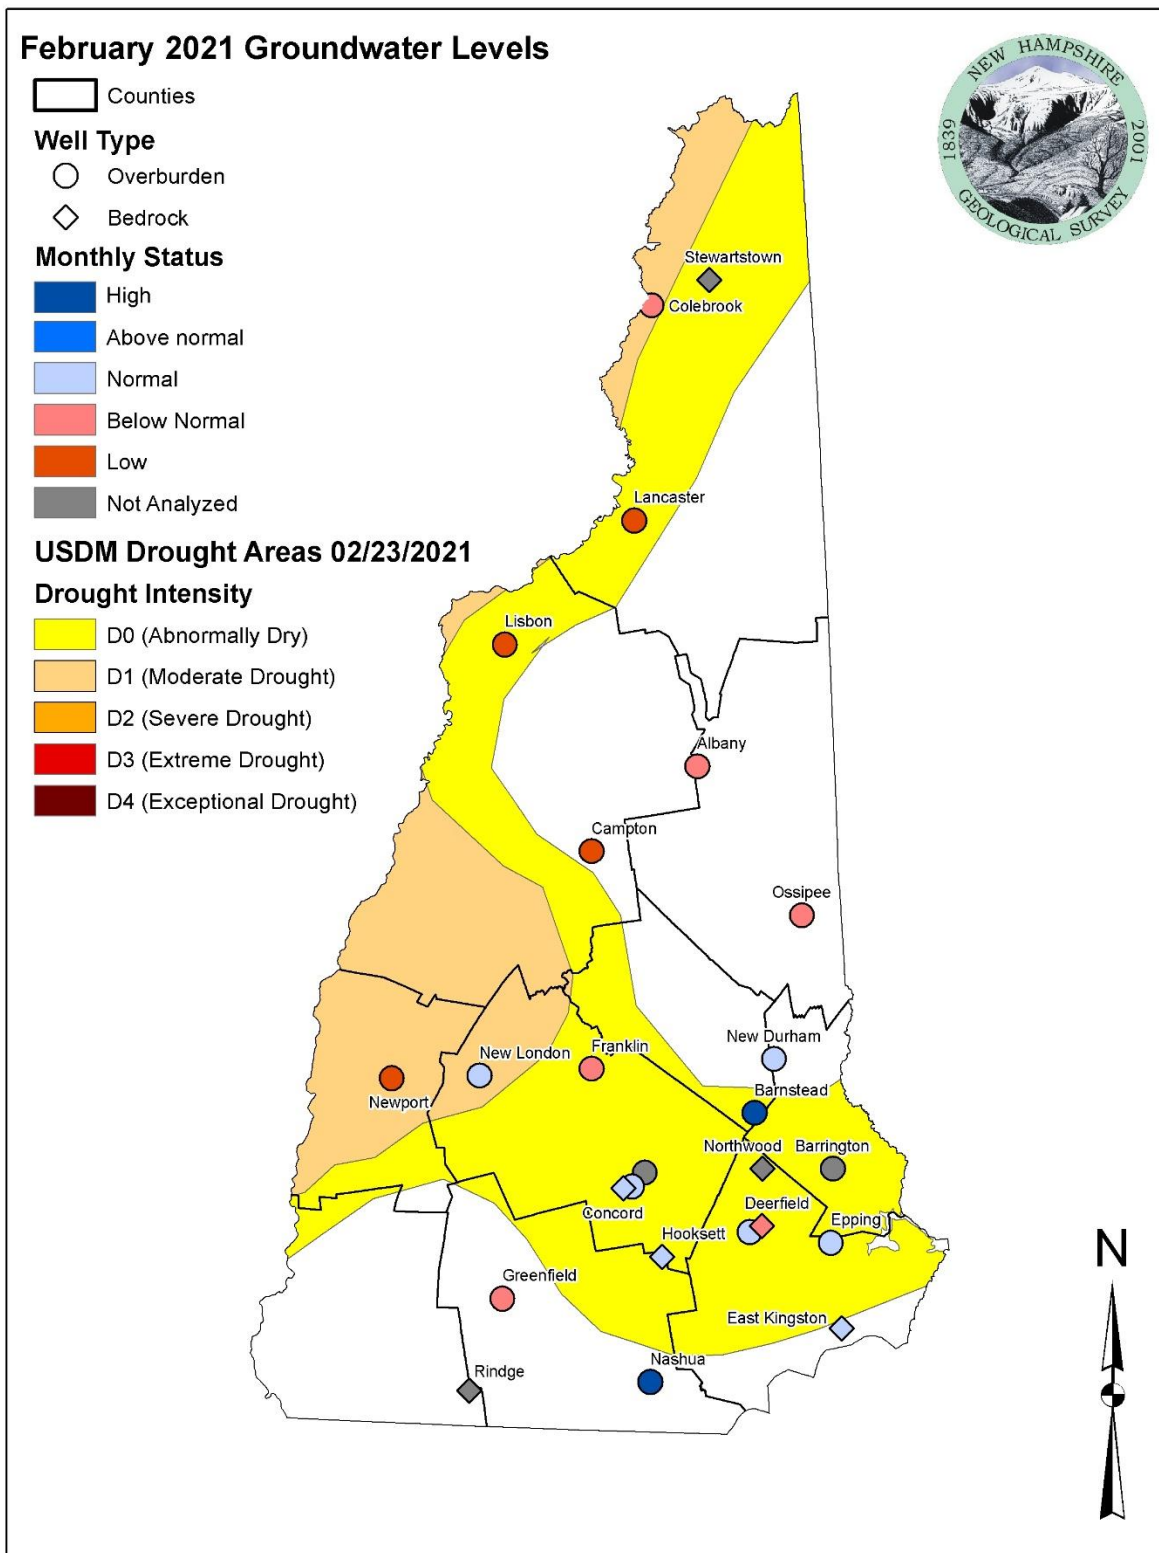 February 2021 Groundwater Levels
Counties
Well Type
Overburden
Bedrock
Monthly Status
High
Above normal
Normal
Below Normal
Low
Not Analyzed
USDM Drought Areas 02/23/2021
Drought Intensity
D0 (Abnormally Dry)
D1 (Moderate Drought)
D2 (Severe Drought)
D3 (Extreme Drought)
D4 (Exceptional Drought)
NEW HAMPSHIRE
1839
2001
GEOLOGICAL SURVEY
Stewartstown
Colebrook
Lancaster
Lisbon
Albany
Campton
Ossipee
New Durham
Franklin
New London
Newport
Barnstead
Northwood
Barrington
Concord
Deerfield
Epping
Hooksett
Greenfield
East Kingston
Nashua
Rindge
N